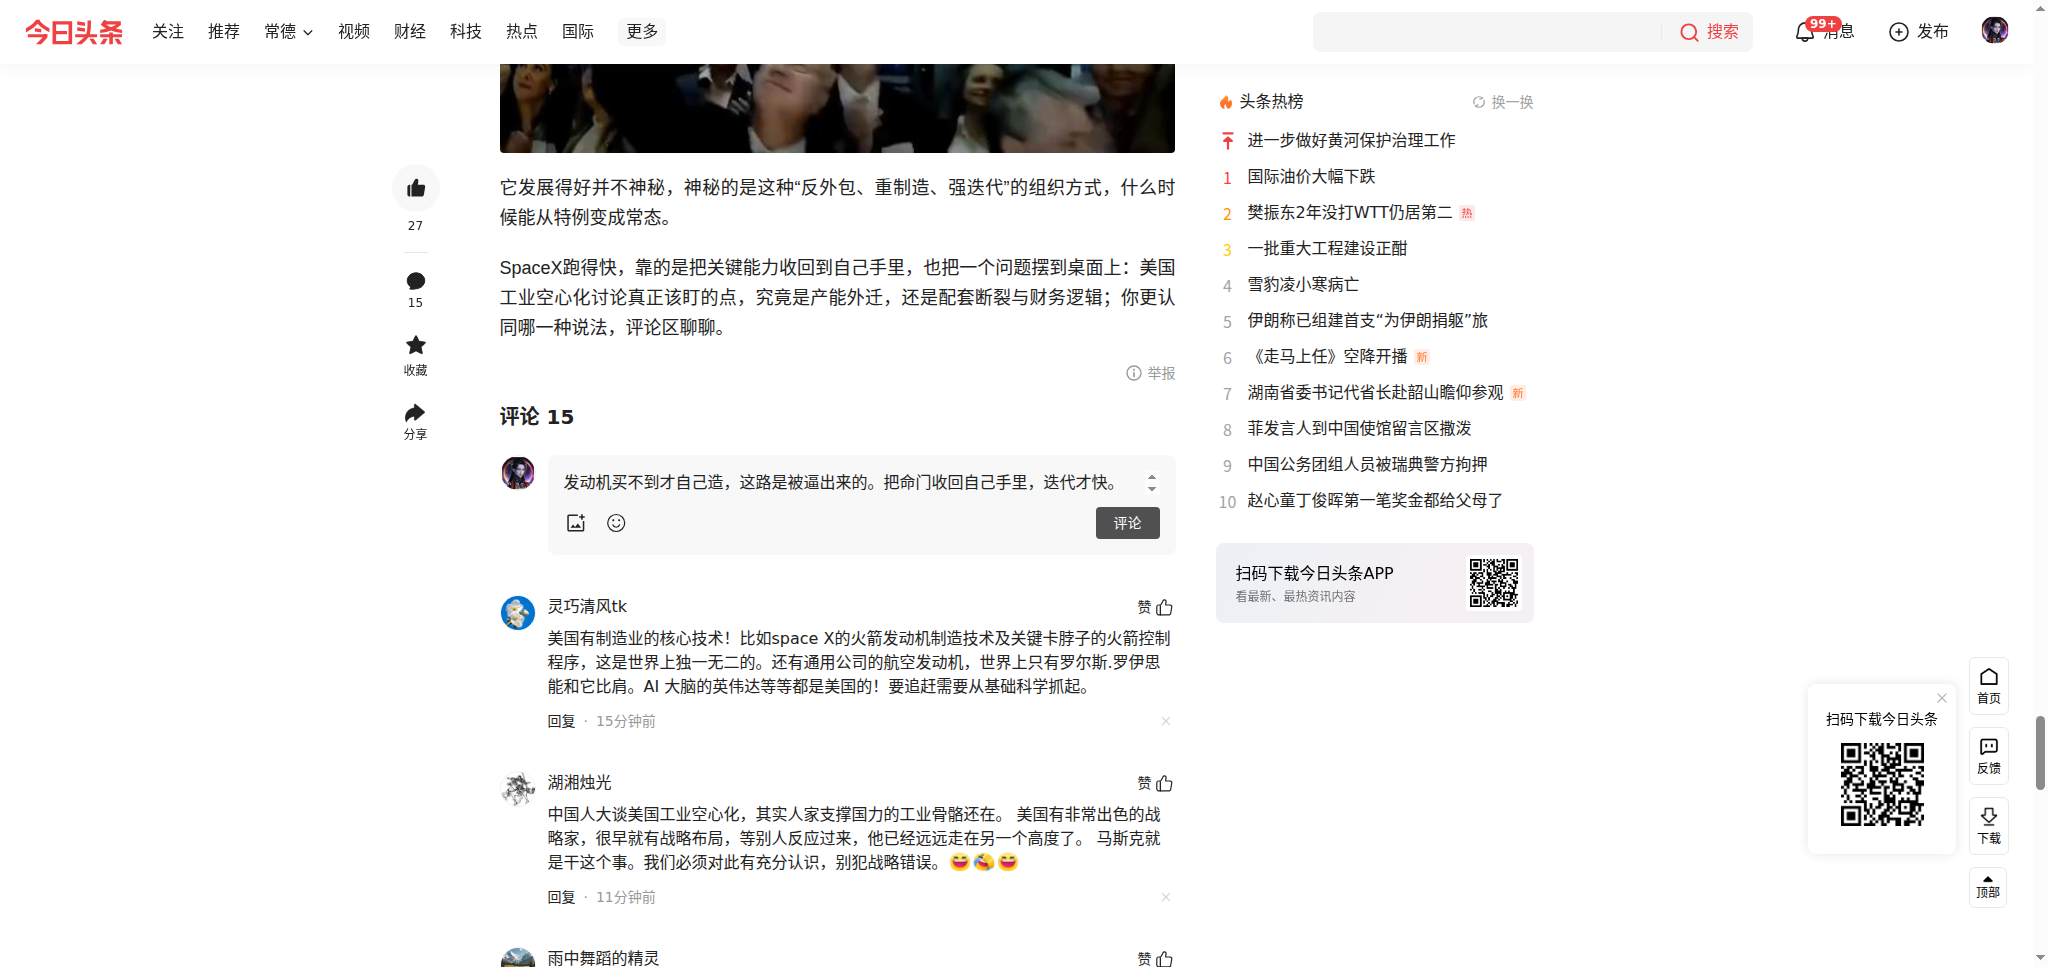 今日头条
关注 推荐 常德 视频 财经 科技 热点 国际 更多
搜索
99+
消息
发布
它发展得好并不神秘，神秘的是这种“反外包、重制造、强迭代”的组织方式，什么时
候能从特例变成常态。
SpaceX跑得快，靠的是把关键能力收回到自己手里，也把一个问题摆到桌面上：美国
工业空心化讨论真正该盯的点，究竟是产能外迁，还是配套断裂与财务逻辑；你更认
同哪一种说法，评论区聊聊。
举报
27
15
收藏
分享
评论 15
发动机买不到才自己造，这路是被逼出来的。把命门收回自己手里，迭代才快。
评论
灵巧清风tk
赞
美国有制造业的核心技术！比如space X的火箭发动机制造技术及关键卡脖子的火箭控制
程序，这是世界上独一无二的。还有通用公司的航空发动机，世界上只有罗尔斯.罗伊思
能和它比肩。AI 大脑的英伟达等等都是美国的！要追赶需要从基础科学抓起。
回复 · 15分钟前
湖湘烛光
赞
中国人大谈美国工业空心化，其实人家支撑国力的工业骨骼还在。 美国有非常出色的战
略家，很早就有战略布局，等别人反应过来，他已经远远走在另一个高度了。 马斯克就
是干这个事。我们必须对此有充分认识，别犯战略错误。😆🤣😆
回复 · 11分钟前
雨中舞蹈的精灵
赞
头条热榜
换一换
进一步做好黄河保护治理工作
1 国际油价大幅下跌
2 樊振东2年没打WTT仍居第二 热
3 一批重大工程建设正酣
4 雪豹凌小寒病亡
5 伊朗称已组建首支“为伊朗捐躯”旅
6 《走马上任》空降开播 新
7 湖南省委书记代省长赴韶山瞻仰参观 新
8 菲发言人到中国使馆留言区撒泼
9 中国公务团组人员被瑞典警方拘押
10 赵心童丁俊晖第一笔奖金都给父母了
扫码下载今日头条APP
看最新、最热资讯内容
扫码下载今日头条
首页
反馈
下载
顶部